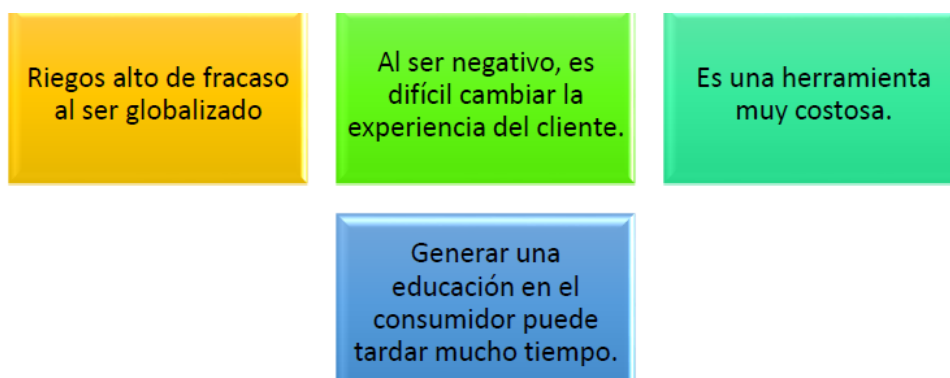 Riegos alto de fracaso
al ser globalizado
Al ser negativo, es
difícil cambiar la
experiencia del cliente.
Es una herramienta
muy costosa.
Generar una
educación en el
consumidor puede
tardar mucho tiempo.